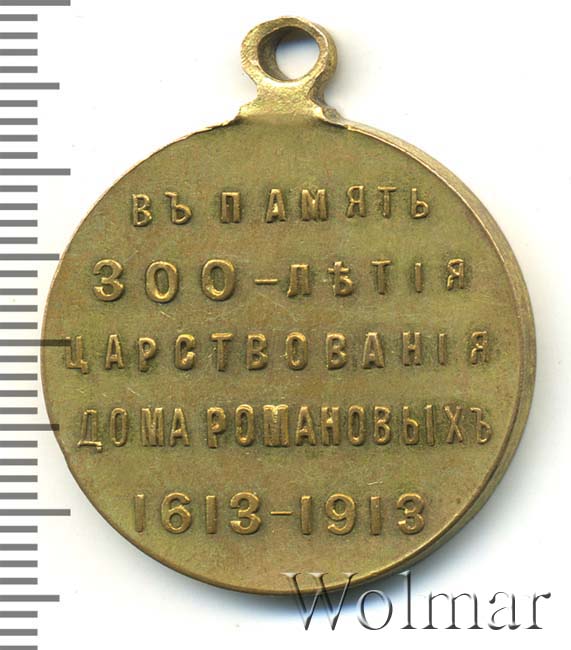 ВЪ ПАМЯТЬ
300-ЛѢТІЯ
ЦАРСТВОВАНІЯ
ДОМА РОМАНОВЫХЪ
1613-1913
Wolmar